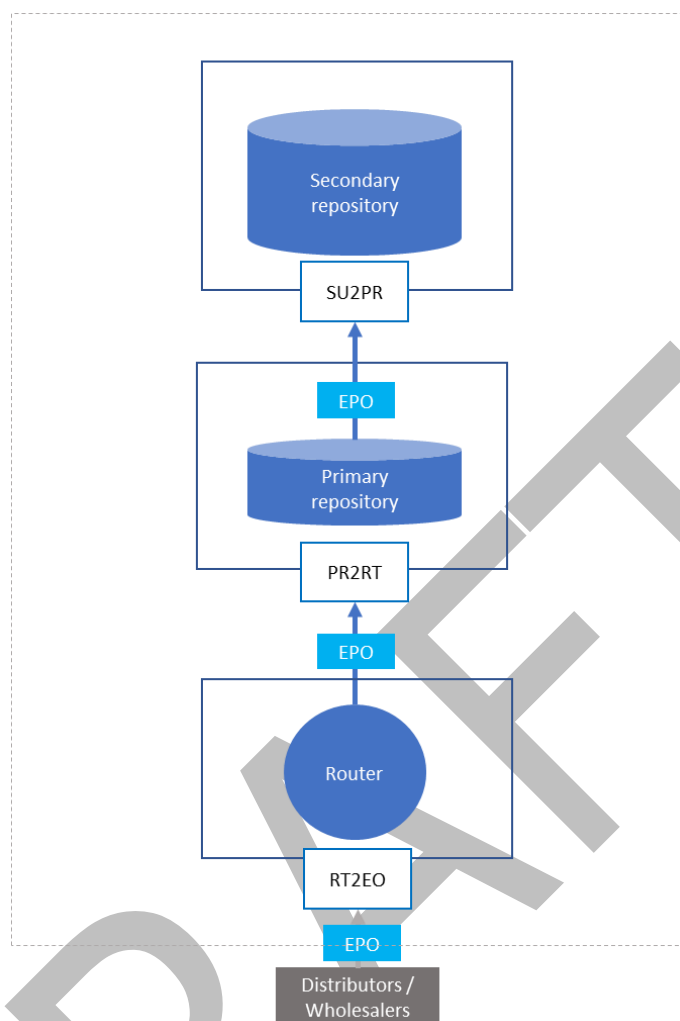 Secondary
repository
SU2PR
EPO
Primary
repository
PR2RT
EPO
Router
RT2EO
EPO
Distributors /
Wholesalers
DRAFT